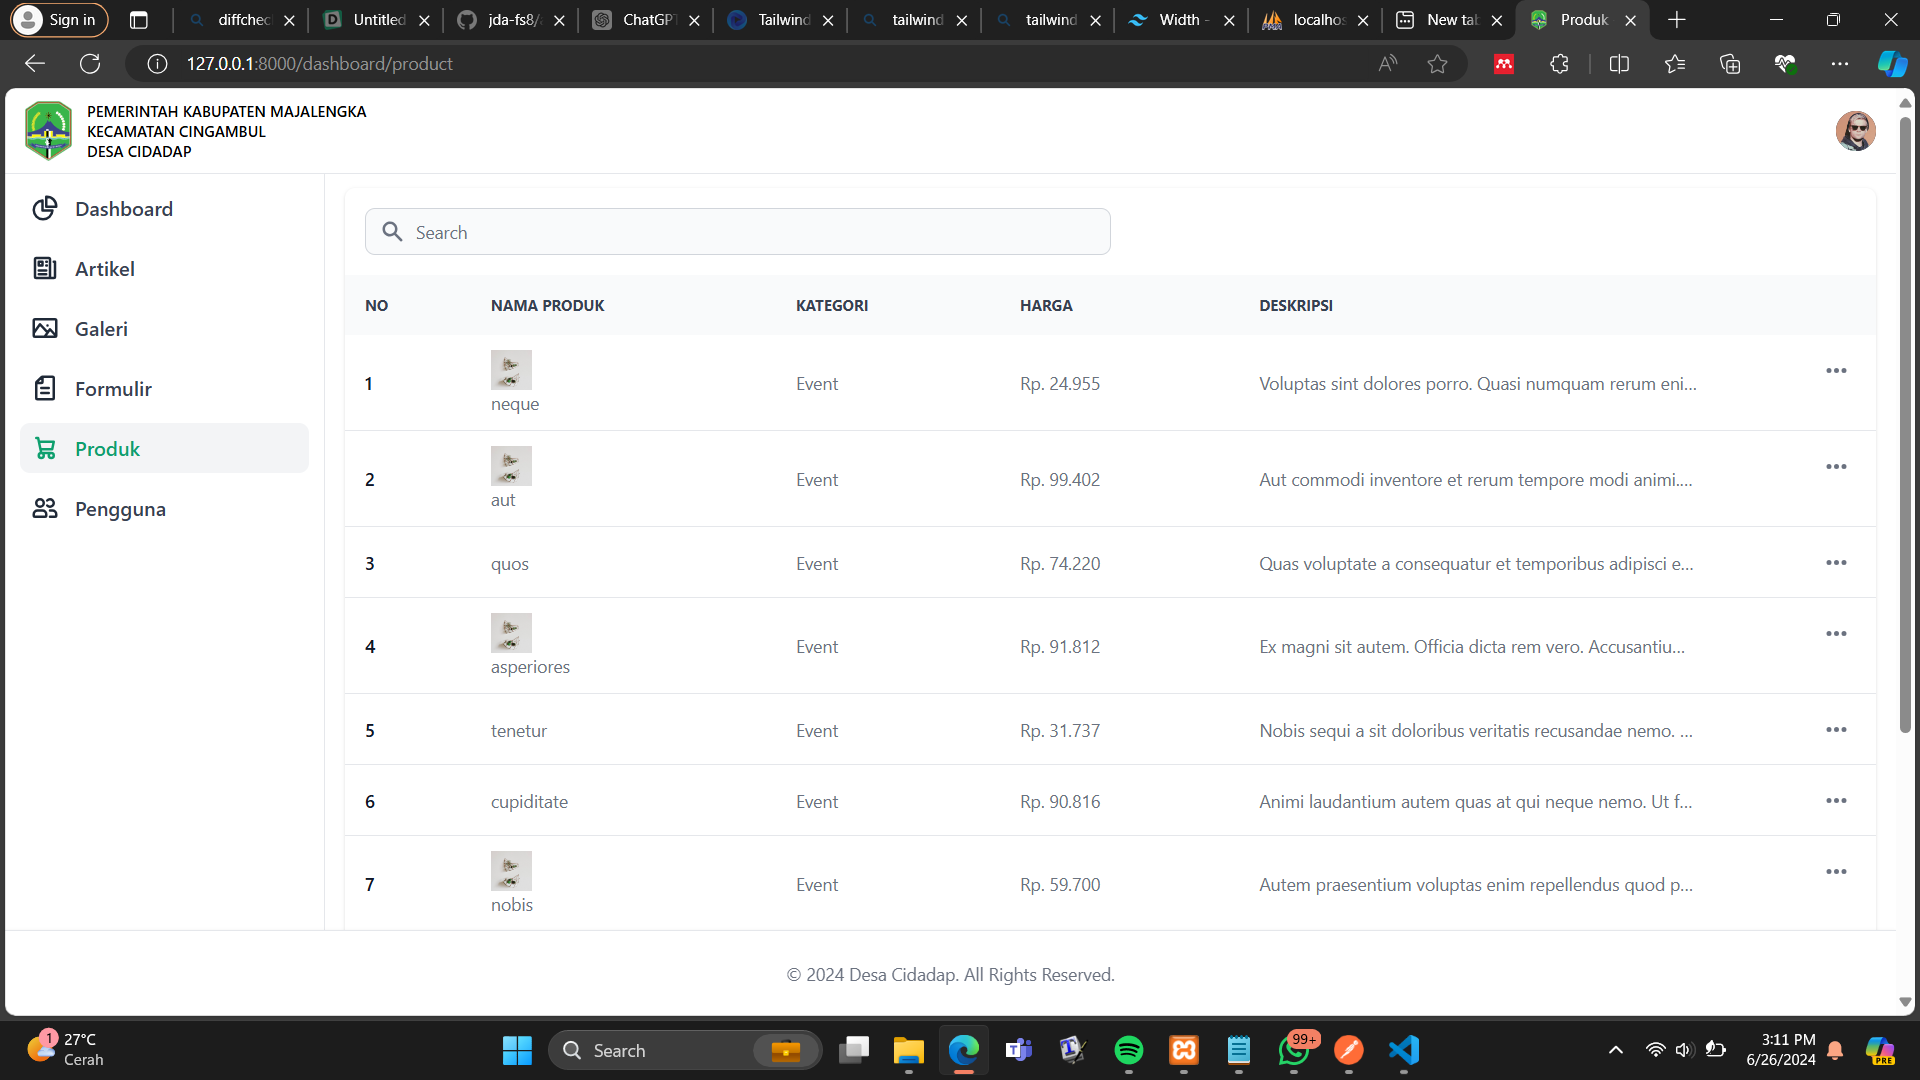 Sign in
diffchec
Untitled
jda-fs8/
ChatGPT
Tailwind
tailwind
tailwind
Width -
localhos
New tab
Produk
127.0.0.1:8000/dashboard/product
PEMERINTAH KABUPATEN MAJALENGKA
KECAMATAN CINGAMBUL
DESA CIDADAP
Dashboard
Artikel
Galeri
Formulir
Produk
Pengguna
Search
NO NAMA PRODUK KATEGORI HARGA DESKRIPSI
1 neque Event Rp. 24.955 Voluptas sint dolores porro. Quasi numquam rerum eni...
2 aut Event Rp. 99.402 Aut commodi inventore et rerum tempore modi animi....
3 quos Event Rp. 74.220 Quas voluptate a consequatur et temporibus adipisci e...
4 asperiores Event Rp. 91.812 Ex magni sit autem. Officia dicta rem vero. Accusantiu...
5 tenetur Event Rp. 31.737 Nobis sequi a sit doloribus veritatis recusandae nemo. ...
6 cupiditate Event Rp. 90.816 Animi laudantium autem quas at qui neque nemo. Ut f...
7 nobis Event Rp. 59.700 Autem praesentium voluptas enim repellendus quod p...
© 2024 Desa Cidadap. All Rights Reserved.
1
27°C
Cerah
Search
99+
3:11 PM
6/26/2024
PRE